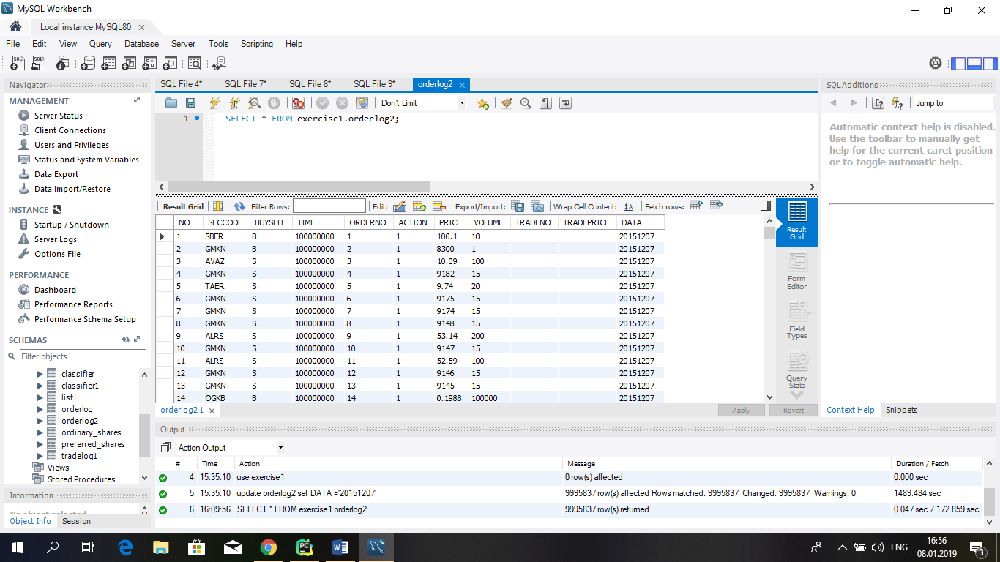 MySQL Workbench
Local instance MySQL80
File Edit View Query Database Server Tools Scripting Help
Navigator
MANAGEMENT
Server Status
Client Connections
Users and Privileges
Status and System Variables
Data Export
Data Import/Restore
INSTANCE
Startup / Shutdown
Server Logs
Options File
PERFORMANCE
Dashboard
Performance Reports
Performance Schema Setup
SCHEMAS
Filter objects
classifier
classifier1
list
orderlog
orderlog2
ordinary_shares
preferred_shares
tradelog1
Views
Stored Procedures
Information
No object selected
Object Info Session
SQL File 4* SQL File 7* SQL File 8* SQL File 9* orderlog2
Don't Limit
1 SELECT * FROM exercise1.orderlog2;
Result Grid Filter Rows: Edit: Export/Import: Wrap Cell Content: IA Fetch rows:
NO SECCODE BUYSELL TIME ORDERNO ACTION PRICE VOLUME TRADENO TRADEPRICE DATA
1 SBER B 100000000 1 1 100.1 10 20151207
2 GMKN B 100000000 2 1 8300 1 20151207
3 AVAZ S 100000000 3 1 10.09 100 20151207
4 GMKN S 100000000 4 1 9182 15 20151207
5 TAER S 100000000 5 1 9.74 20 20151207
6 GMKN S 100000000 6 1 9175 15 20151207
7 GMKN S 100000000 7 1 9174 15 20151207
8 GMKN S 100000000 8 1 9148 15 20151207
9 ALRS S 100000000 9 1 53.14 200 20151207
10 GMKN S 100000000 10 1 9147 15 20151207
11 ALRS S 100000000 11 1 52.59 100 20151207
12 GMKN S 100000000 12 1 9146 15 20151207
13 GMKN S 100000000 13 1 9145 15 20151207
14 OGKB B 100000000 14 1 0.1988 100000 20151207
Result Grid
Form Editor
Field Types
Query Stats
orderlog2 1
Apply Revert
SQLAdditions
Jump to
Automatic context help is disabled.
Use the toolbar to manually get
help for the current caret position
or to toggle automatic help.
Context Help Snippets
Output
Action Output
# Time Action Message Duration / Fetch
4 15:35:10 use exercise1 0 row(s) affected 0.000 sec
5 15:35:10 update orderlog2 set DATA ='20151207' 9995837 row(s) affected Rows matched: 9995837 Changed: 9995837 Warnings: 0 1489.484 sec
6 16:09:56 SELECT * FROM exercise1.orderlog2 9995837 row(s) returned 0.047 sec / 172.859 sec
ENG
16:56
08.01.2019
3